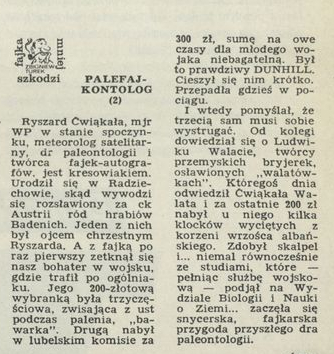 fajka
mniej
ZBIGNIEW
TUREK
szkodzi
PALEFAJ-
KONTOLOG
(2)
Ryszard Ćwiąkała, mjr
WP w stanie spoczyn-
ku, meteorolog satelitar-
ny, dr paleontologii i
twórca fajek-autogra-
fów, jest kresowiakiem.
Urodził się w Radzie-
chowie, skąd wywodzi
się rozsławiony za ck
Austrii ród hrabiów
Badenich. Jeden z nich
był ojcem chrzestnym
Ryszarda. A z fajką po
raz pierwszy zetknął się
nasz bohater w wojsku,
gdzie trafił po ogólnia-
ku. Jego 200-złotową
wybranką była trzyczę-
ściowa, zwisająca z ust
podczas palenia, „ba-
warka". Drugą nabył
w lubelskim komisie za
300 zł, sumę na owe
czasy dla młodego wo-
jaka niebagatelną. Był
to prawdziwy DUNHILL.
Cieszył się nim krótko.
Przepadła gdzieś w po-
ciągu.
I wtedy pomyślał, że
trzecią sam musi sobie
wystrugać. Od kolegi
dowiedział się o Ludwi-
ku Walacie, twórcy
przemyskich bryjerek,
osławionych „walatów-
kach". Któregoś dnia
odwiedził Ćwiąkała Wa-
lata i za ostatnie 200 zł
nabył u niego kilka
klocków wyciętych z
korzeni wrzośca albań-
skiego. Zdobył skalpel
i... niemal równocześnie
ze studiami, które —
pełniąc służbę wojsko-
wą — podjął na Wy-
dziale Biologii i Nauki
o Ziemi... zaczęła się
snycerska, fajkarska
przygoda przyszłego dra
paleontologii.